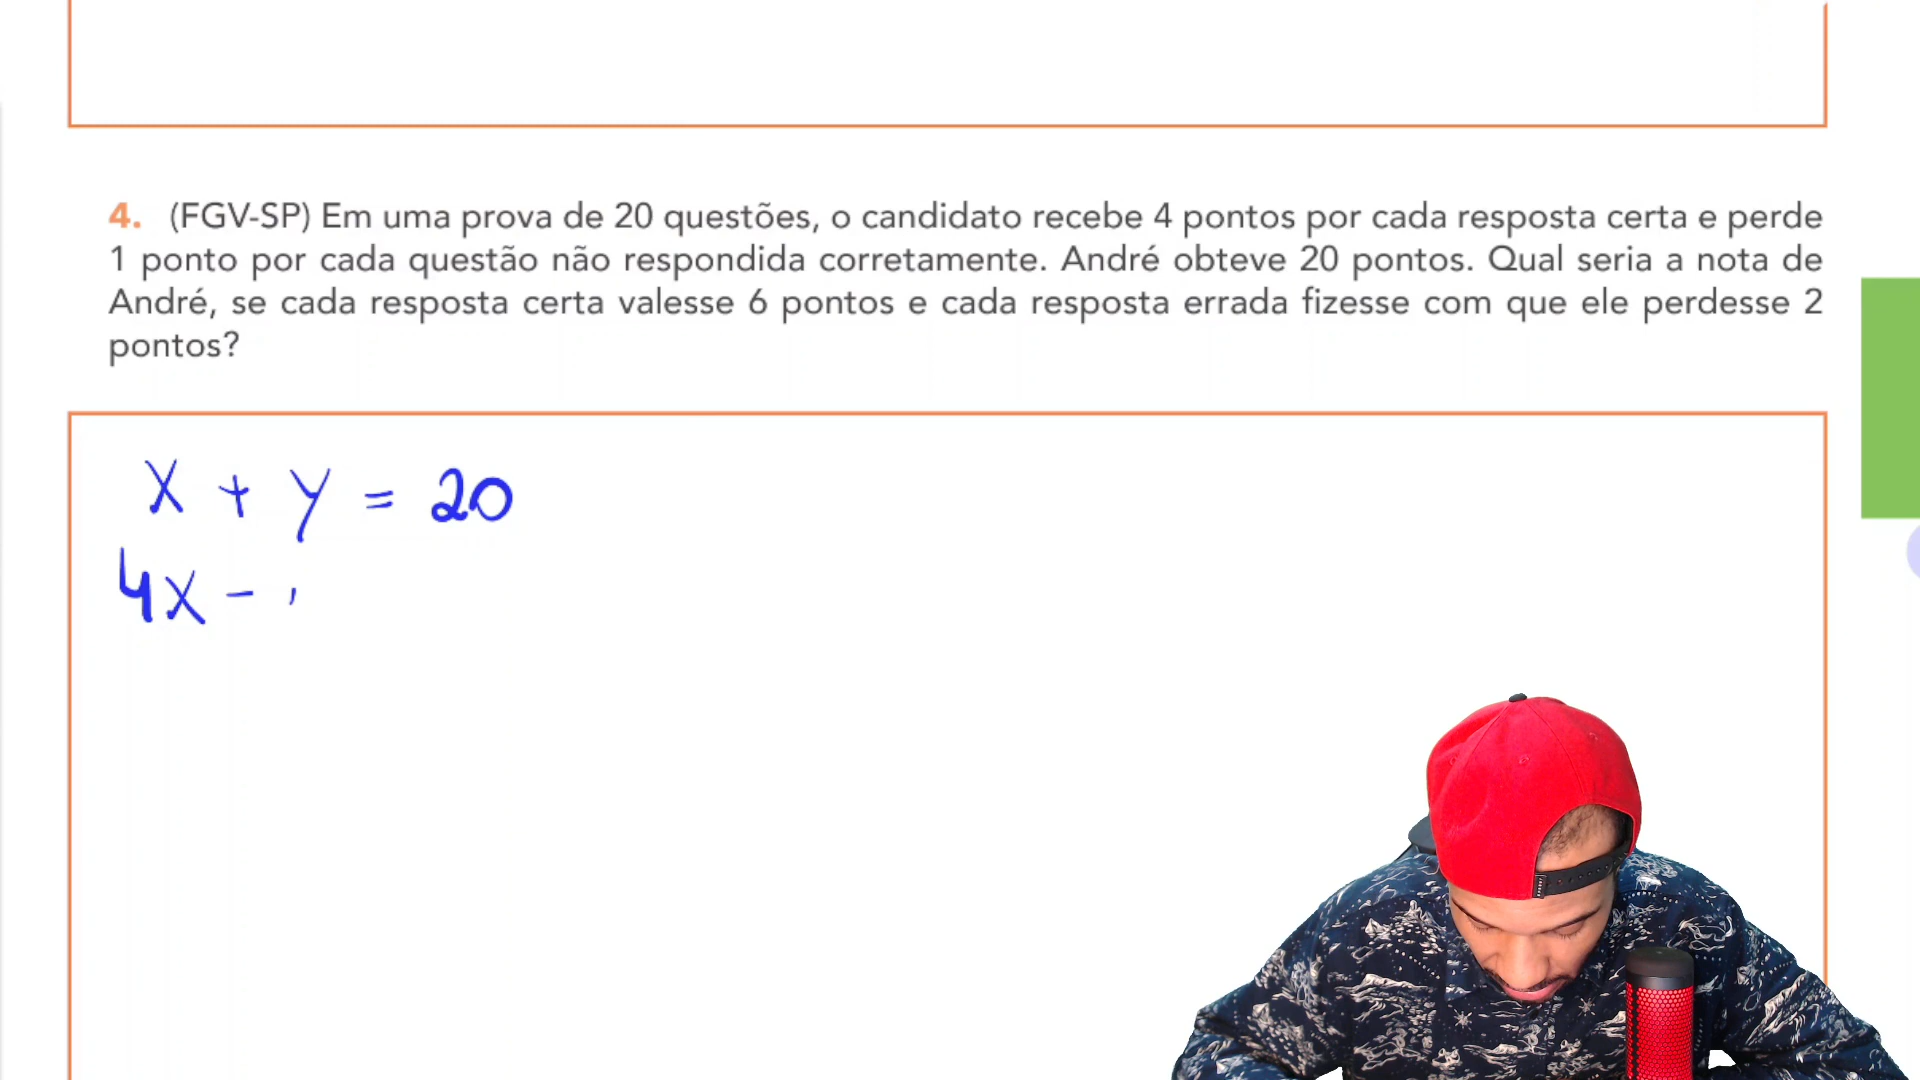 4. (FGV-SP) Em uma prova de 20 questões, o candidato recebe 4 pontos por cada resposta certa e perde
1 ponto por cada questão não respondida corretamente. André obteve 20 pontos. Qual seria a nota de
André, se cada resposta certa valesse 6 pontos e cada resposta errada fizesse com que ele perdesse 2
pontos?
X + y = 20
4X -